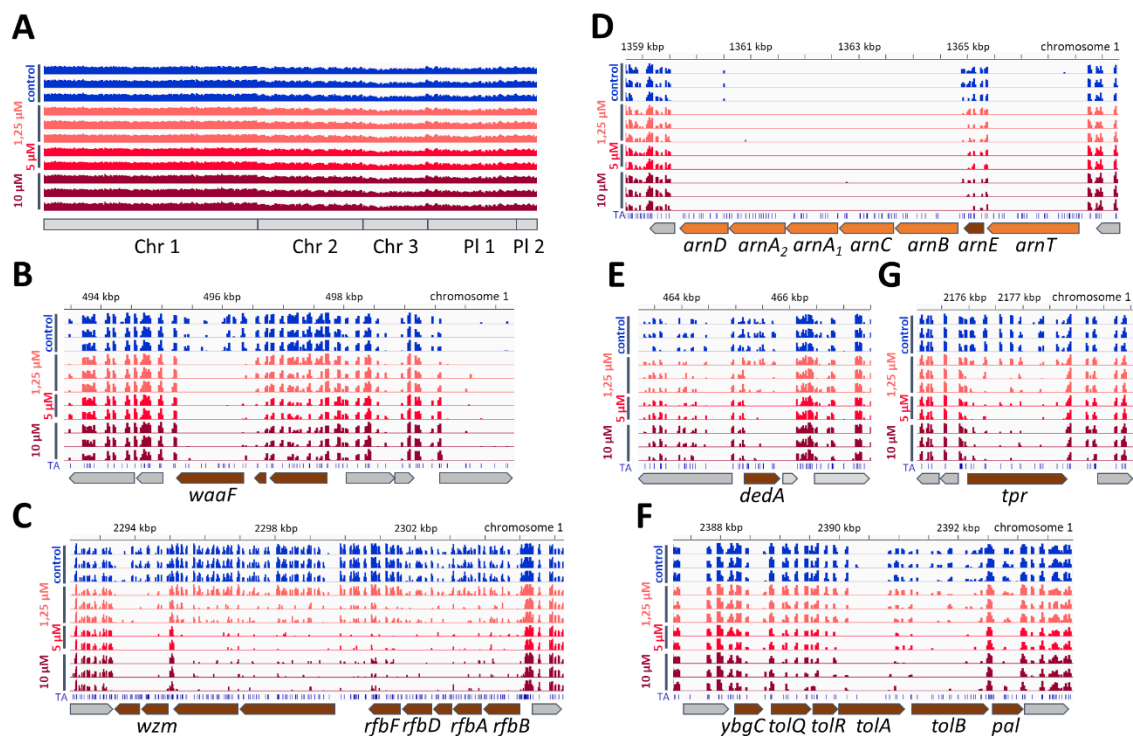 A
control
1,25 µM
5 µM
10 µM
Chr 1 Chr 2 Chr 3 Pl 1 Pl 2
B
494 kbp 496 kbp 498 kbp chromosome 1
control
1,25 µM
5 µM
10 µM
TA
waaF
C
2294 kbp 2298 kbp 2302 kbp chromosome 1
control
1,25 µM
5 µM
10 µM
TA
wzm rfbF rfbD rfbA rfbB
D
1359 kbp 1361 kbp 1363 kbp 1365 kbp chromosome 1
control
1,25 µM
5 µM
10 µM
TA
arnD arnA2 arnA1 arnC arnB arnE arnT
E
464 kbp 466 kbp
control
1,25 µM
5 µM
10 µM
TA
dedA
G
2176 kbp 2177 kbp chromosome 1
control
1,25 µM
5 µM
10 µM
TA
tpr
F
2388 kbp 2390 kbp 2392 kbp chromosome 1
control
1,25 µM
5 µM
10 µM
TA
ybgC tolQ tolR tolA tolB pal